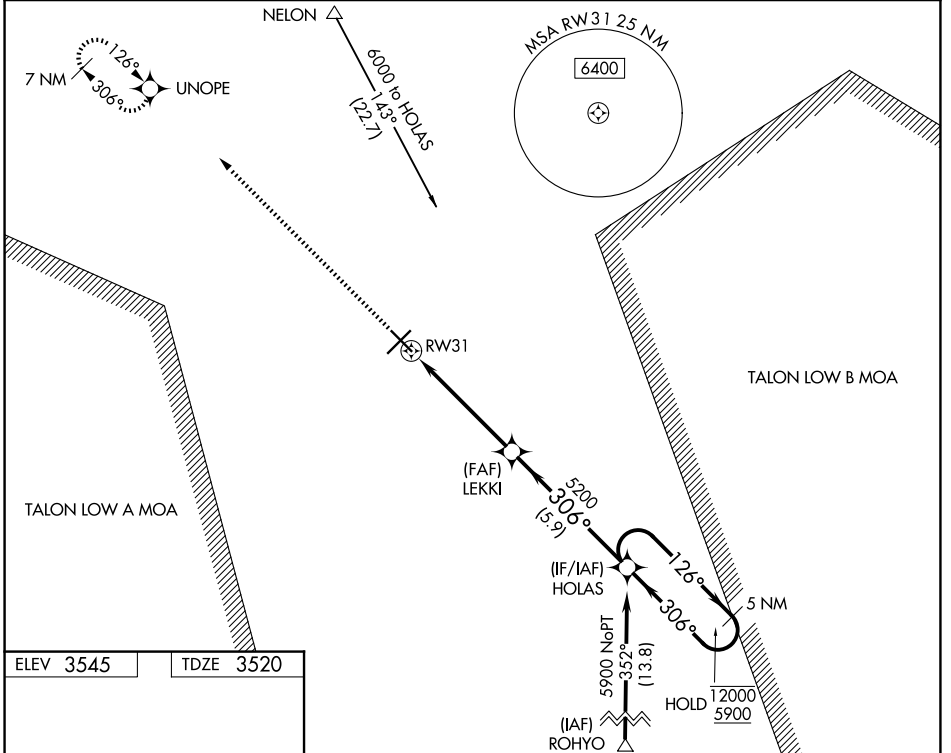 NELON
MSA RW31 25 NM
6400
126°
306°
7 NM
UNOPE
6000 to HOLAS
143°
(22.7)
RW31
TALON LOW B MOA
(FAF)
LEKKI
5200
306°
(5.9)
TALON LOW A MOA
(IF/IAF)
HOLAS
126°
306°
5 NM
5900 NoPT
352°
(13.8)
HOLD
12000
5900
(IAF)
ROHYO
ELEV 3545
TDZE 3520